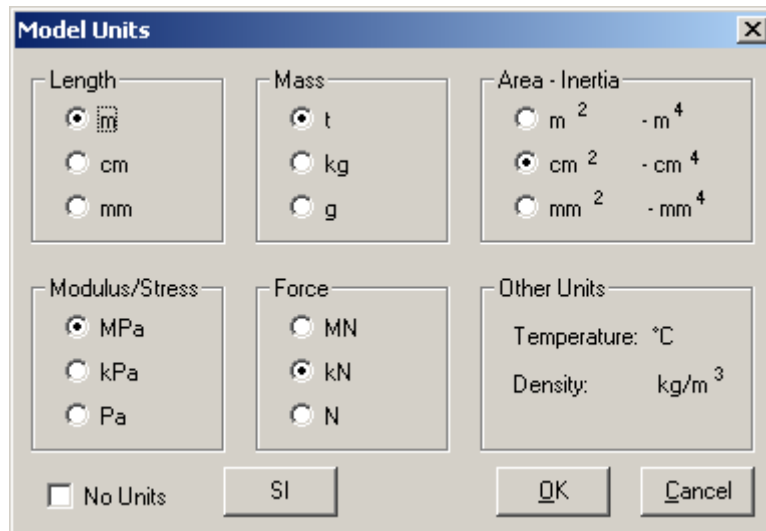 Model Units
Length
m
cm
mm
Mass
t
kg
g
Area - Inertia
m ² - m ⁴
cm ² - cm ⁴
mm ² - mm ⁴
Modulus/Stress
MPa
kPa
Pa
Force
MN
kN
N
Other Units
Temperature: °C
Density: kg/m ³
No Units
SI
OK
Cancel